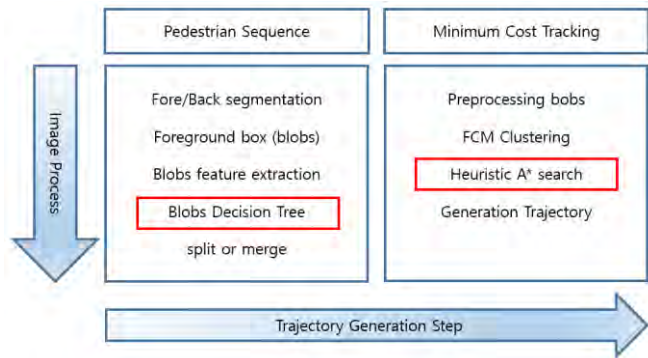 Pedestrian Sequence
Minimum Cost Tracking
Image Process
Fore/Back segmentation
Foreground box (blobs)
Blobs feature extraction
Blobs Decision Tree
split or merge
Preprocessing bobs
FCM Clustering
Heuristic A* search
Generation Trajectory
Trajectory Generation Step